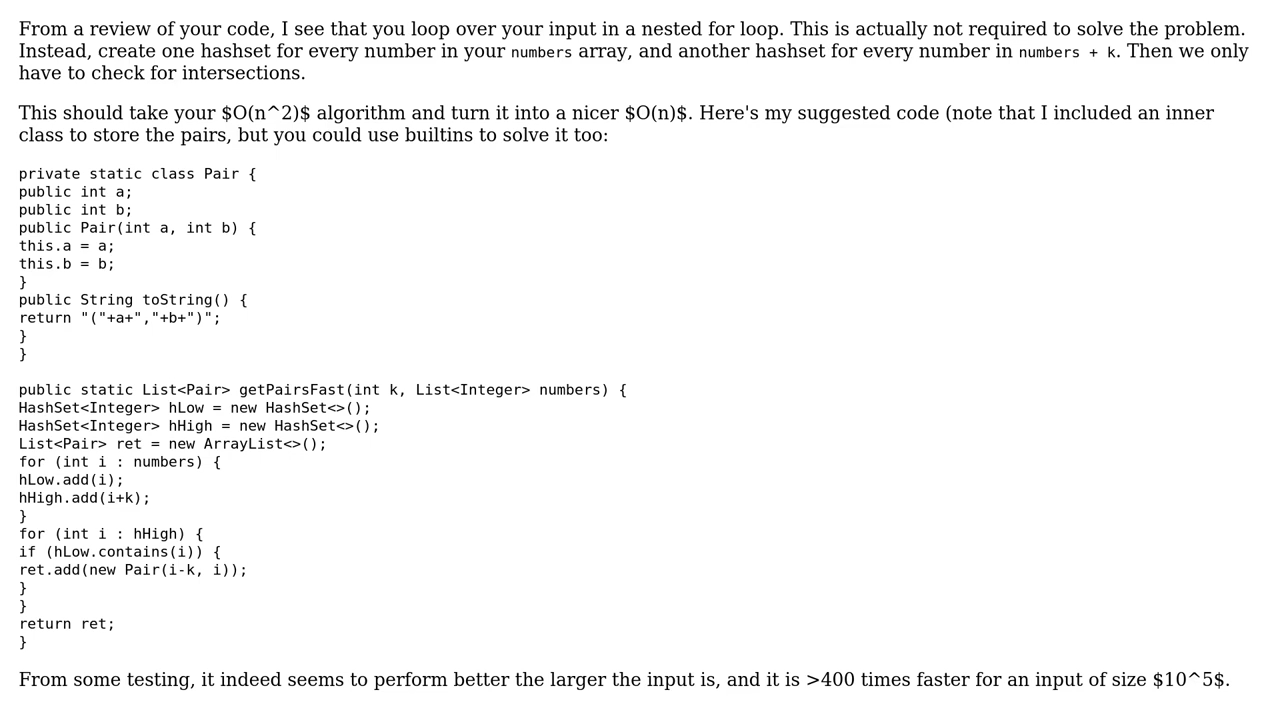 From a review of your code, I see that you loop over your input in a nested for loop. This is actually not required to solve the problem.
Instead, create one hashset for every number in your numbers array, and another hashset for every number in numbers + k. Then we only
have to check for intersections.
This should take your $O(n^2)$ algorithm and turn it into a nicer $O(n)$. Here's my suggested code (note that I included an inner
class to store the pairs, but you could use builtins to solve it too:
private static class Pair {
public int a;
public int b;
public Pair(int a, int b) {
this.a = a;
this.b = b;
}
public String toString() {
return "("+a+","+b+")";
}
}
public static List<Pair> getPairsFast(int k, List<Integer> numbers) {
HashSet<Integer> hLow = new HashSet<>();
HashSet<Integer> hHigh = new HashSet<>();
List<Pair> ret = new ArrayList<>();
for (int i : numbers) {
hLow.add(i);
hHigh.add(i+k);
}
for (int i : hHigh) {
if (hLow.contains(i)) {
ret.add(new Pair(i-k, i));
}
}
return ret;
}
From some testing, it indeed seems to perform better the larger the input is, and it is >400 times faster for an input of size $10^5$.